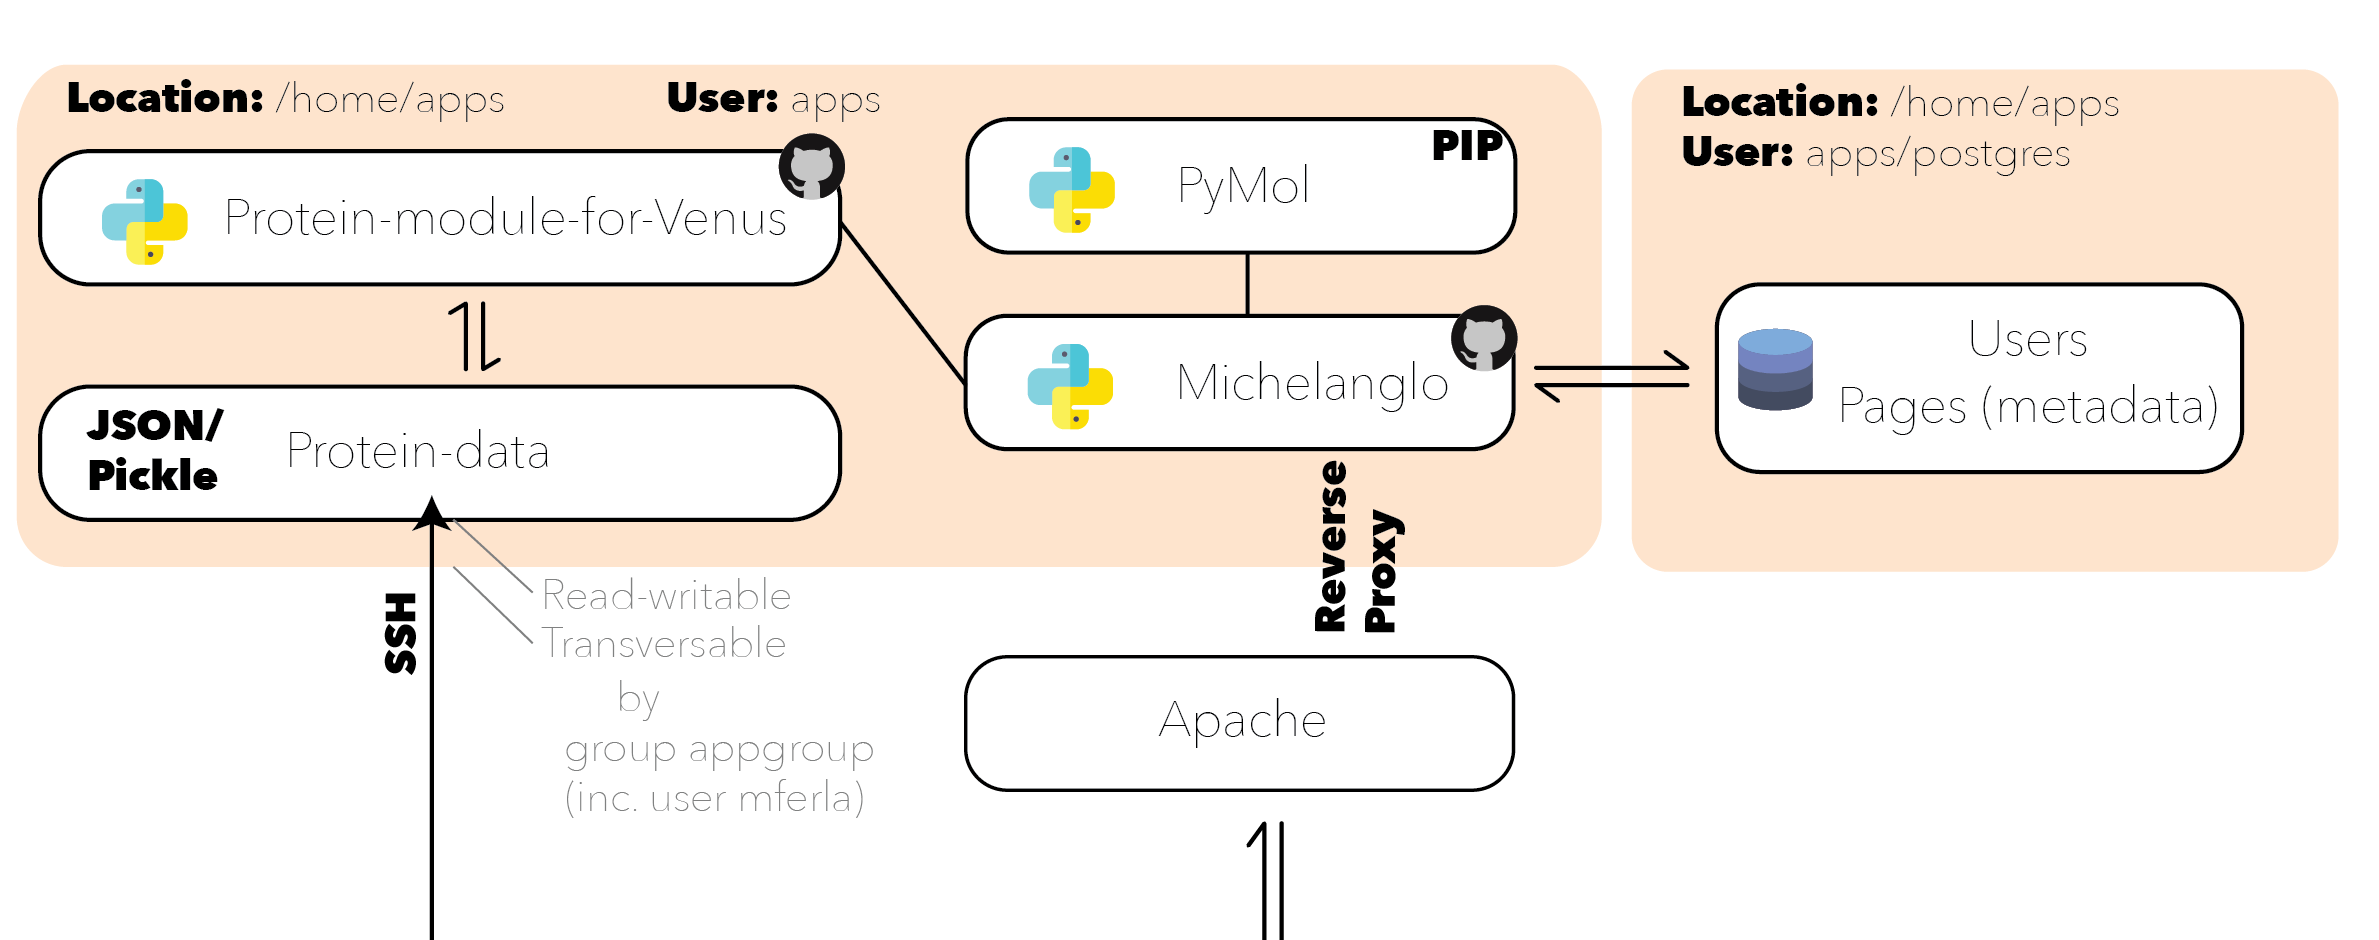 Location: /home/apps
User: apps
Protein-module-for-Venus
PIP
PyMol
JSON/
Pickle
Protein-data
Michelanglo
Location: /home/apps
User: apps/postgres
Users
Pages (metadata)
SSH
Read-writable
Transversable
by
group appgroup
(inc. user mferla)
Reverse
Proxy
Apache